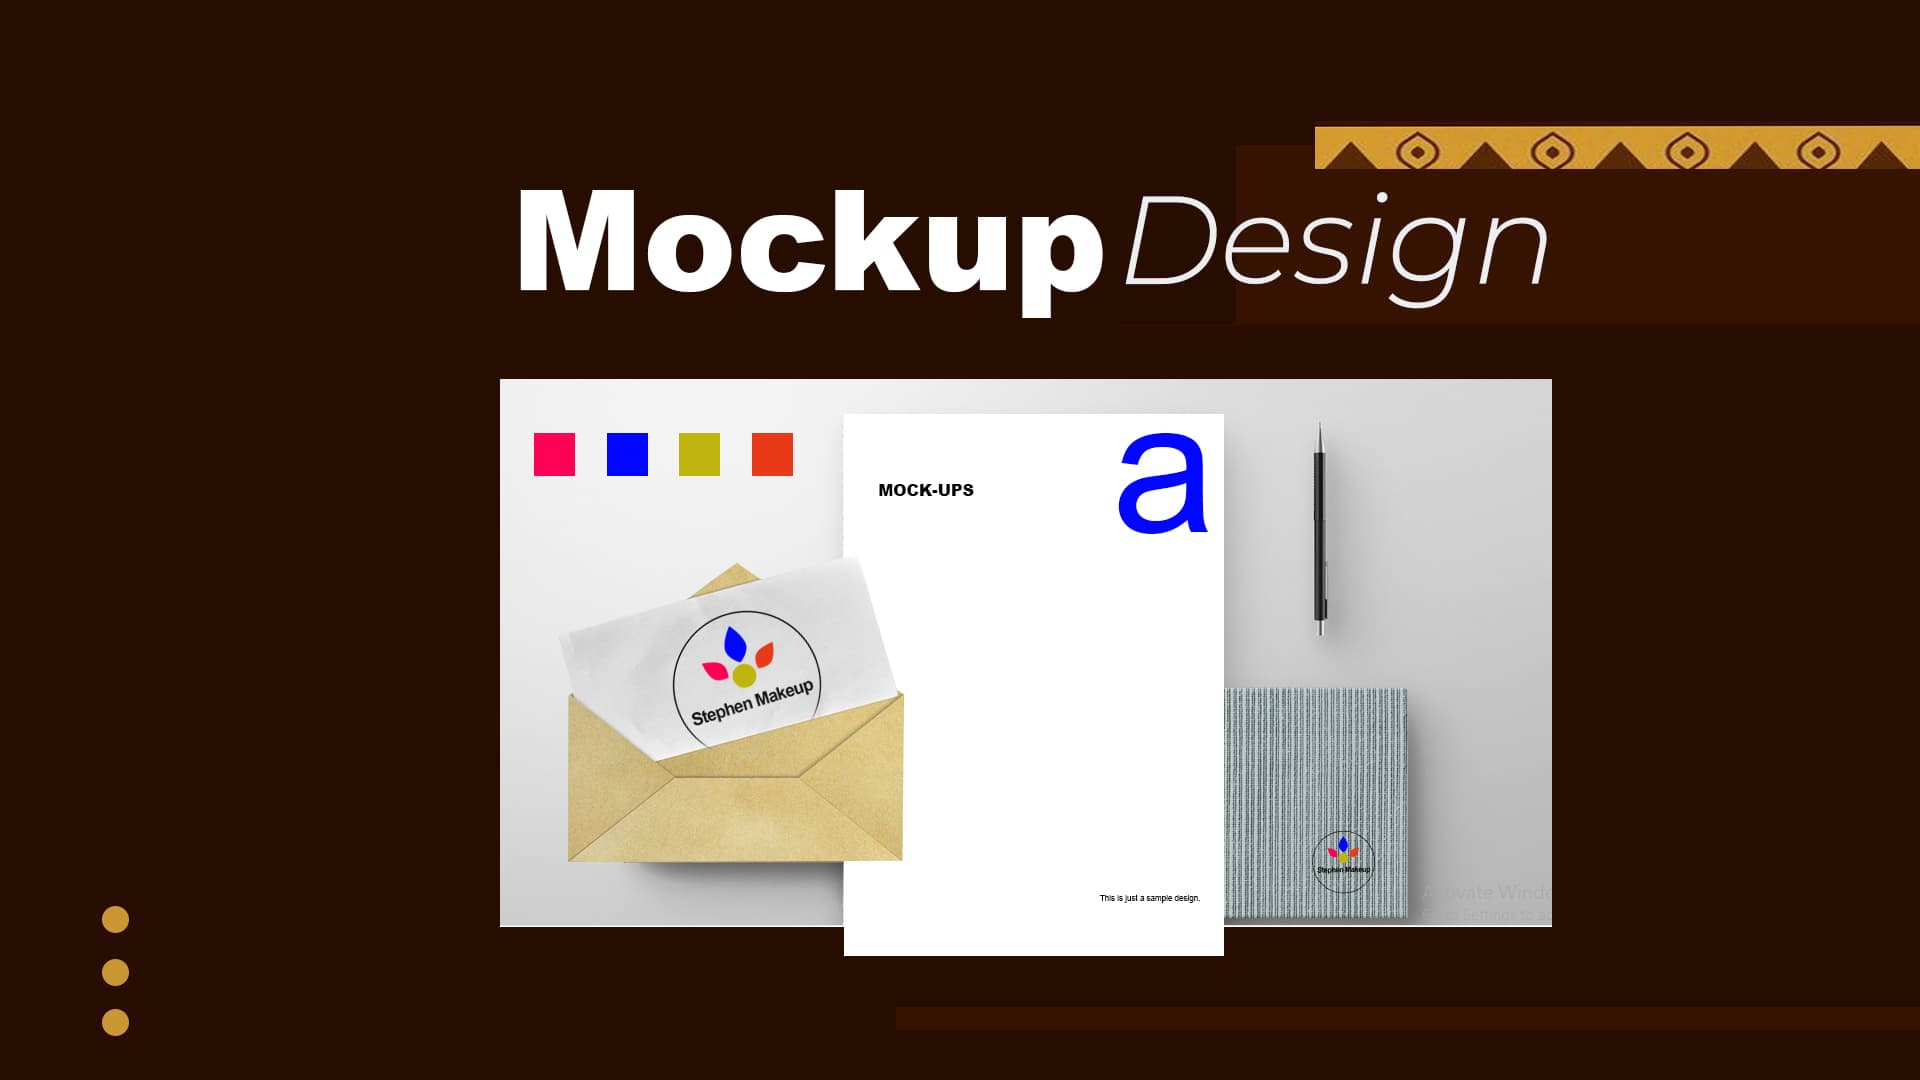 Mockup Design
MOCK-UPS
a
Stephen Makeup
This is just a sample design.
Stephen Makeup